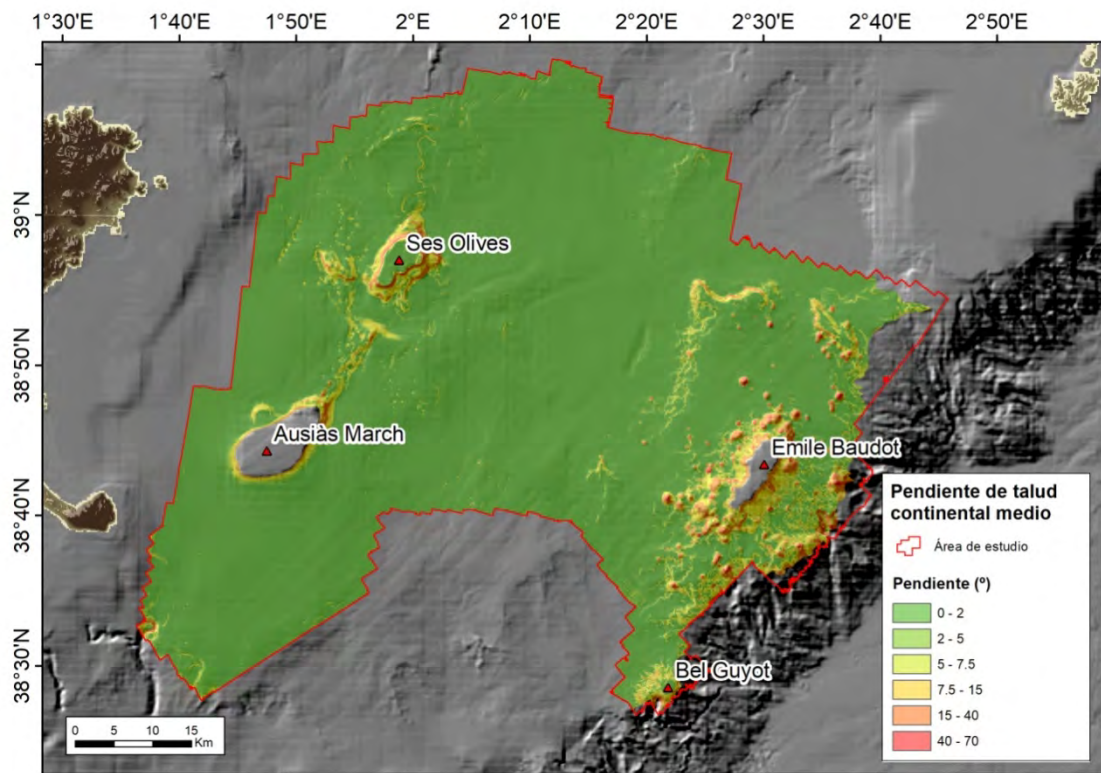 1°30'E 1°40'E 1°50'E 2°0'E 2°10'E 2°20'E 2°30'E 2°40'E 2°50'E
39°N
38°50'N
38°40'N
38°30'N
Ses Olives
Ausiàs March
Emile Baudot
Bel Guyot
0 5 10 15
Km
Pendiente de talud
continental medio
Área de estudio
Pendiente (º)
0 - 2
2 - 5
5 - 7.5
7.5 - 15
15 - 40
40 - 70